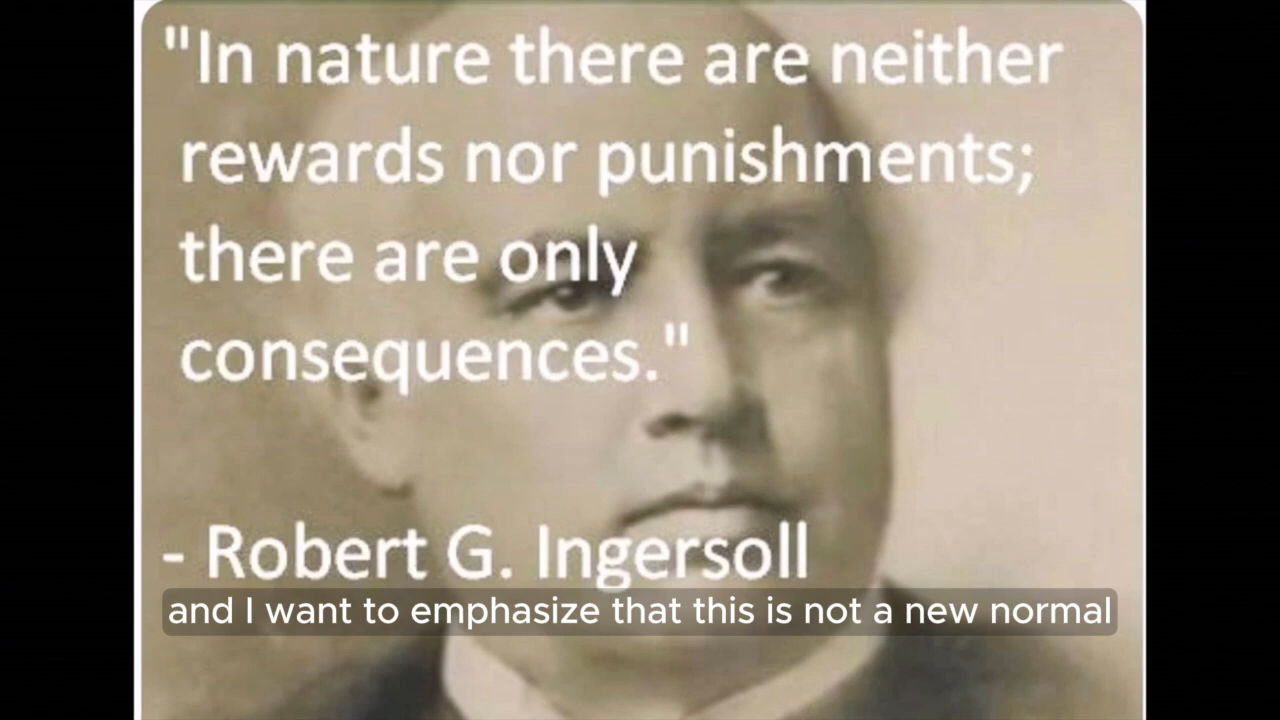 "In nature there are neither
rewards nor punishments;
there are only
consequences."
- Robert G. Ingersoll
and I want to emphasize that this is not a new normal